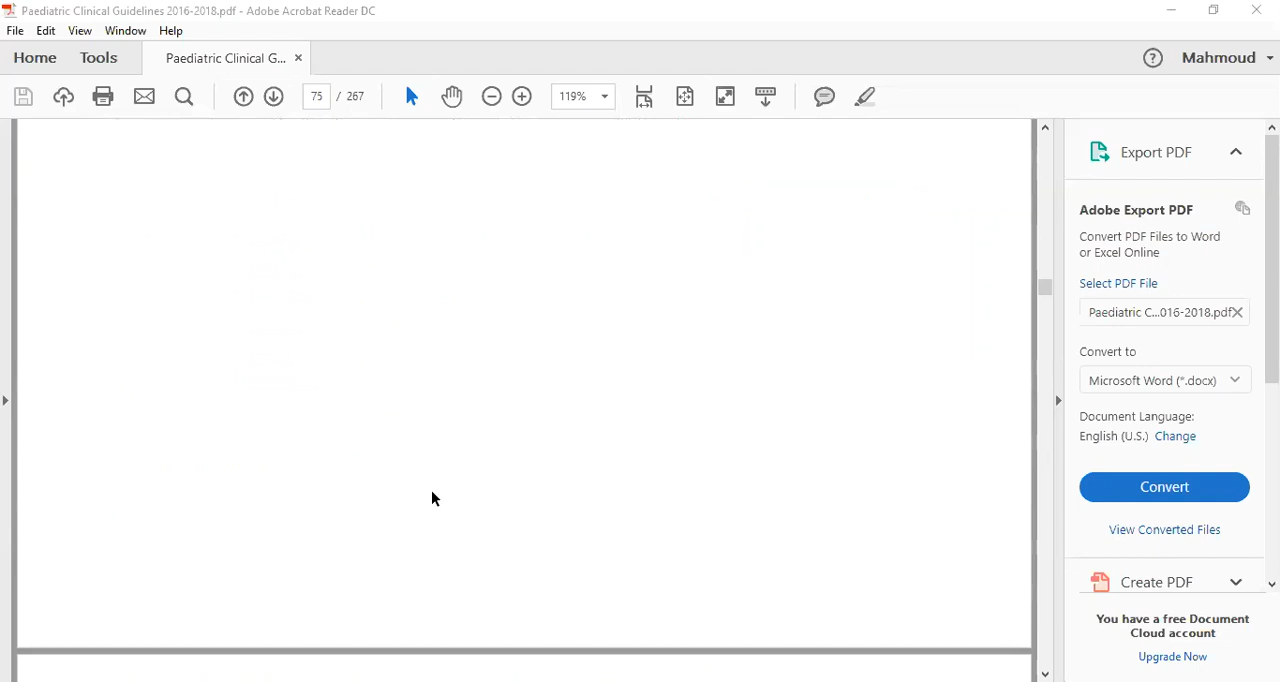 Paediatric Clinical Guidelines 2016-2018.pdf - Adobe Acrobat Reader DC
File Edit View Window Help
Home Tools Paediatric Clinical G... × ? Mahmoud
75 / 267 119%
Export PDF
Adobe Export PDF
Convert PDF Files to Word
or Excel Online
Select PDF File
Paediatric C...016-2018.pdf
Convert to
Microsoft Word (*.docx)
Document Language:
English (U.S.) Change
Convert
View Converted Files
Create PDF
You have a free Document
Cloud account
Upgrade Now